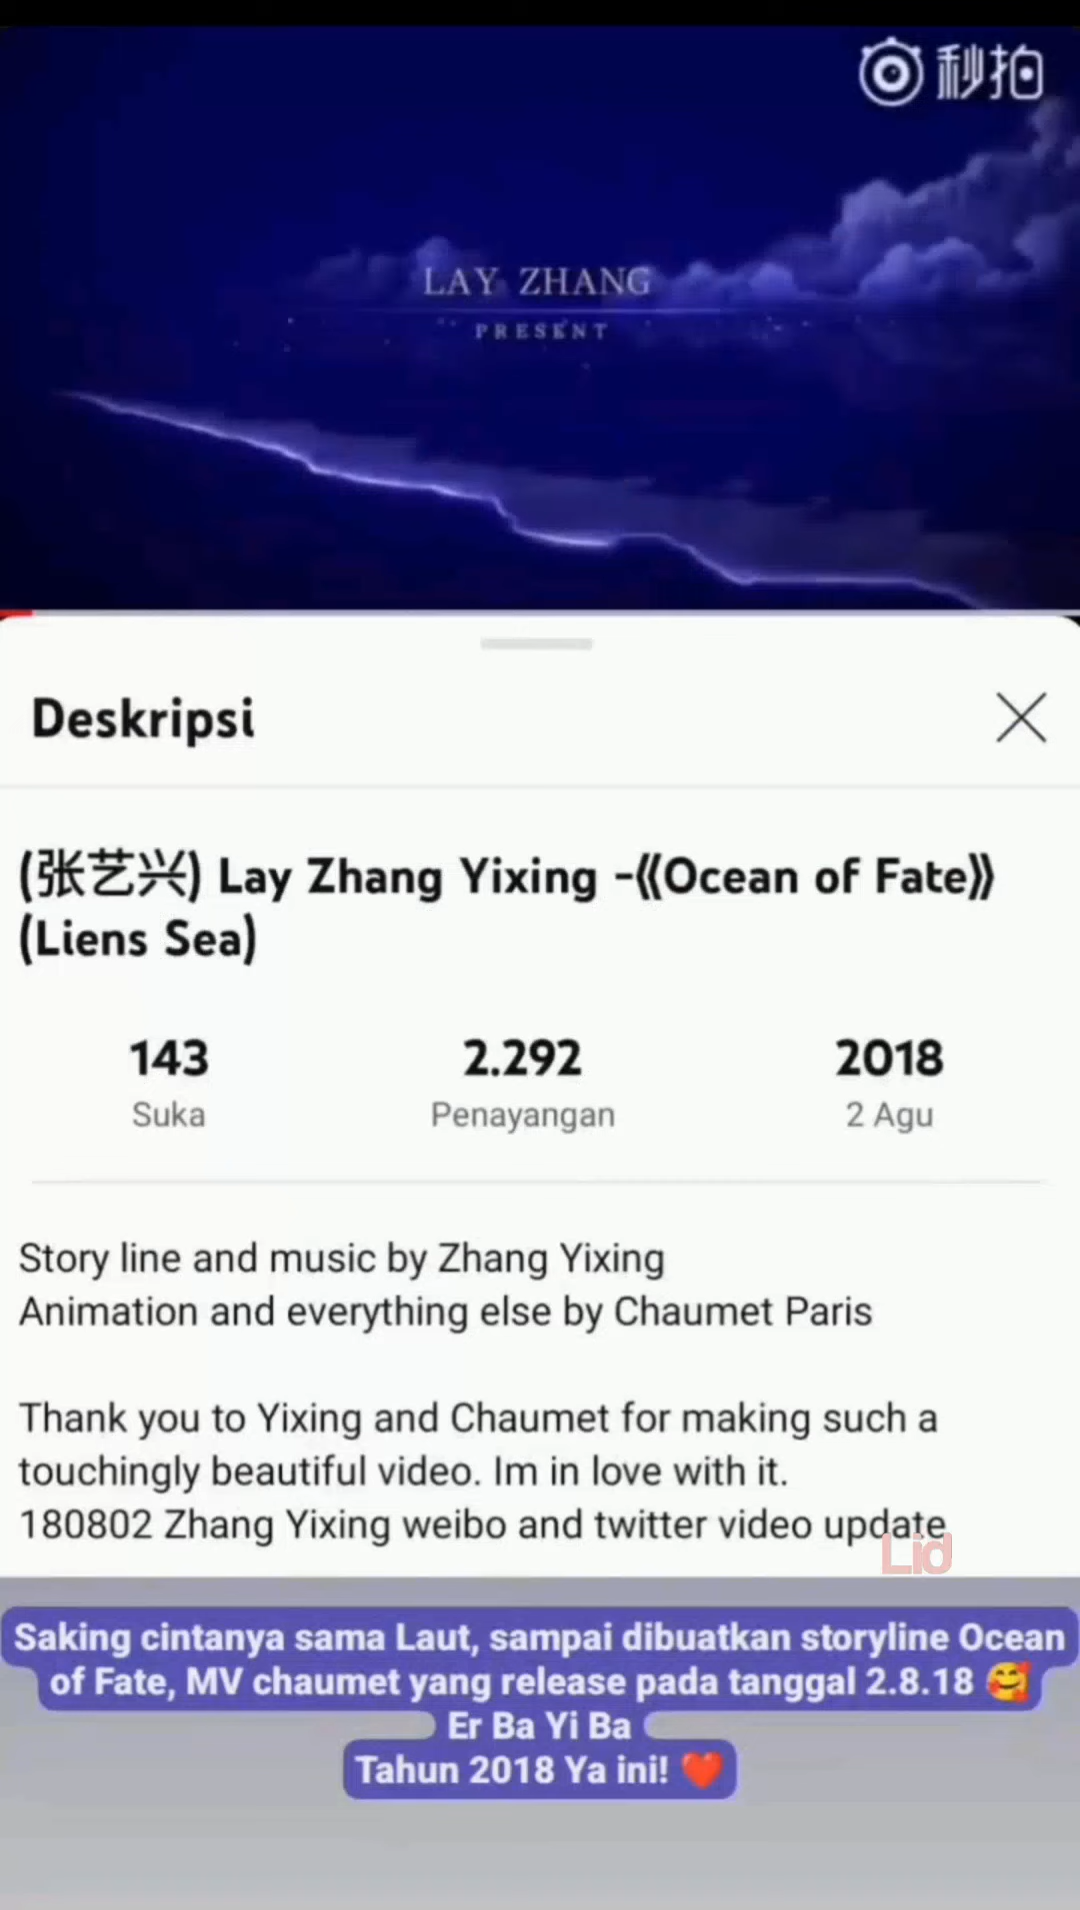 秒拍
LAY ZHANG
PRESENT
Deskripsi
(张艺兴) Lay Zhang Yixing -《Ocean of Fate》
(Liens Sea)
143
Suka
2.292
Penayangan
2018
2 Agu
Story line and music by Zhang Yixing
Animation and everything else by Chaumet Paris
Thank you to Yixing and Chaumet for making such a
touchingly beautiful video. Im in love with it.
180802 Zhang Yixing weibo and twitter video update
Lid
Saking cintanya sama Laut, sampai dibuatkan storyline Ocean
of Fate, MV chaumet yang release pada tanggal 2.8.18 🥰
Er Ba Yi Ba
Tahun 2018 Ya ini! ❤️